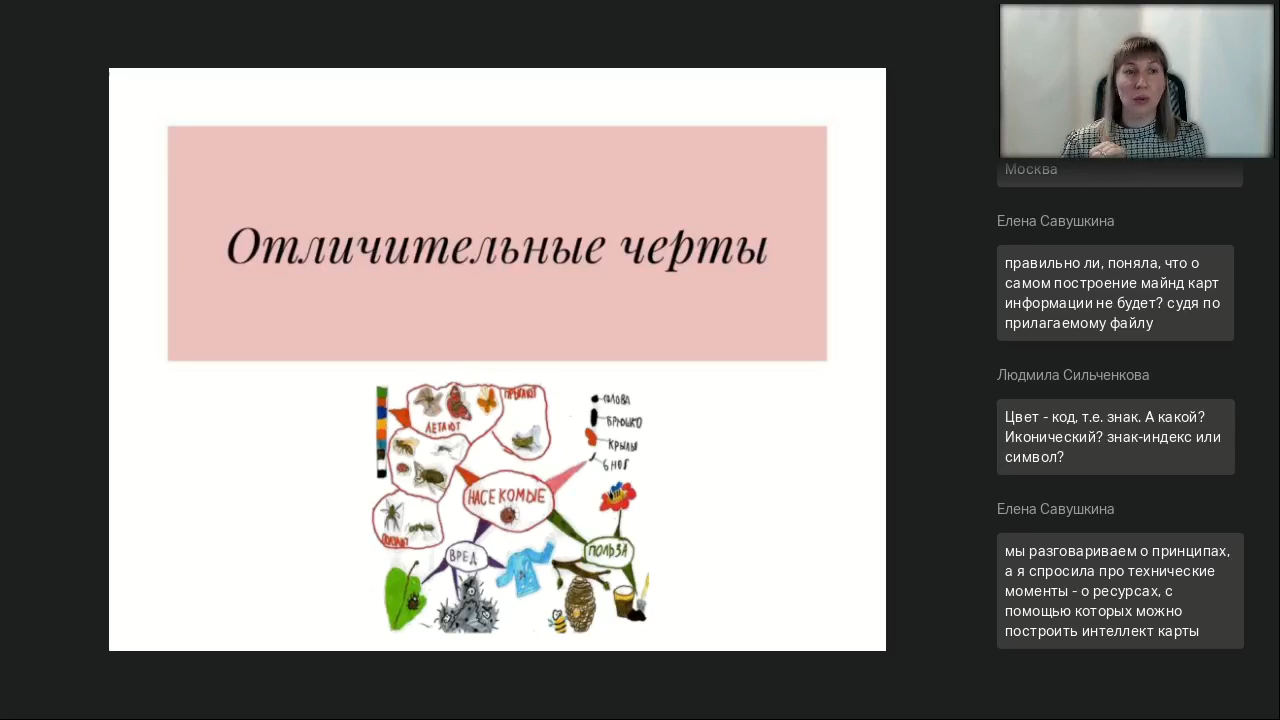 Отличительные черты
ПРЫГАЮТ
ЛЕТАЮТ
ГОЛОВА
БРЮШКО
КРЫЛЬЯ
6 НОГ
НАСЕКОМЫЕ
ПОЛЗАЮТ
ВРЕД
ПОЛЬЗА
Москва
Елена Савушкина
правильно ли, поняла, что о
самом построение майнд карт
информации не будет? судя по
прилагаемому файлу
Людмила Сильченкова
Цвет - код, т.е. знак. А какой?
Иконический? знак-индекс или
символ?
Елена Савушкина
мы разговариваем о принципах,
а я спросила про технические
моменты - о ресурсах, с
помощью которых можно
построить интеллект карты